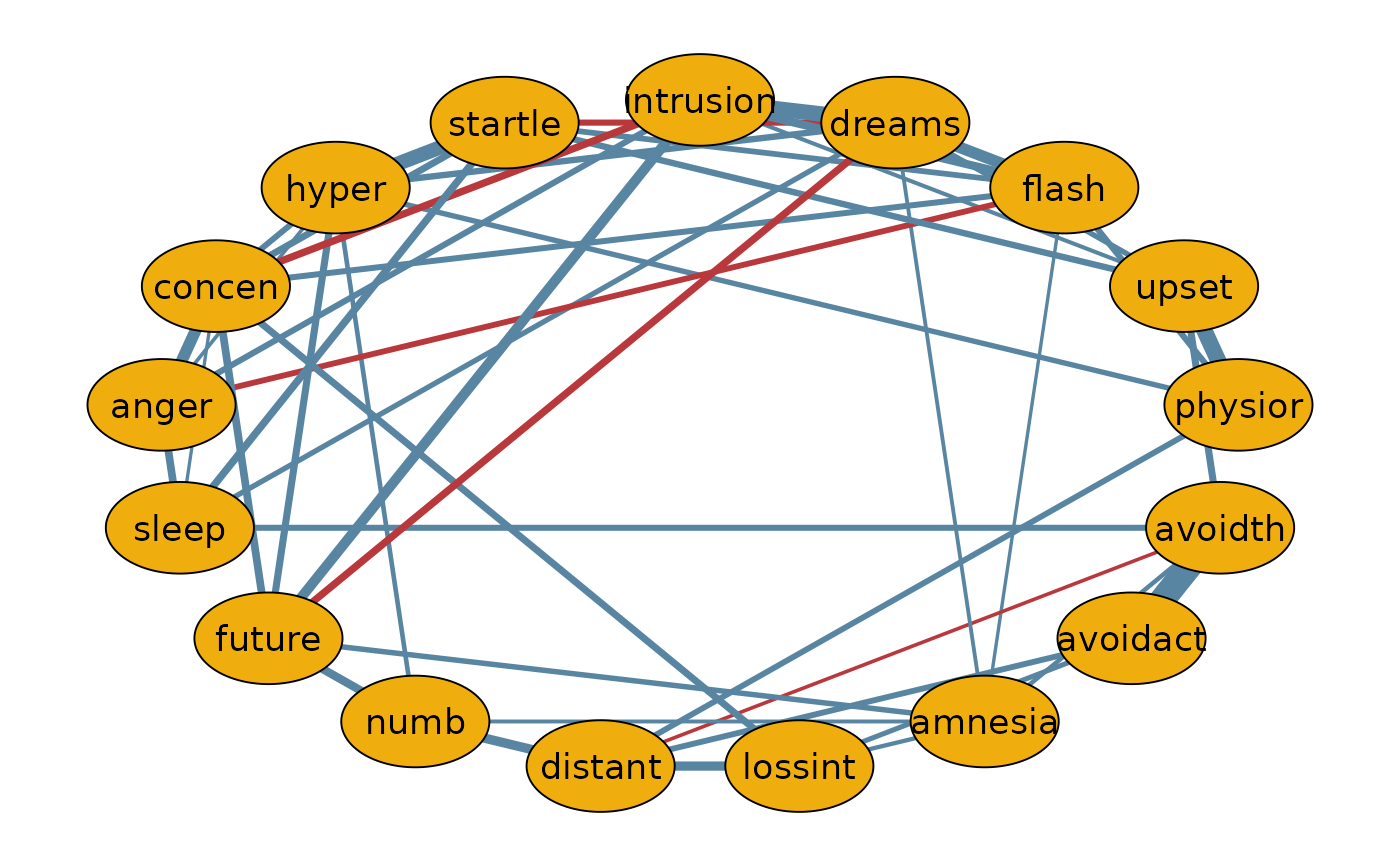 intrusion
startle
dreams
hyper
flash
concen
upset
anger
physior
sleep
avoidth
future
avoidact
numb
amnesia
distant
lossint